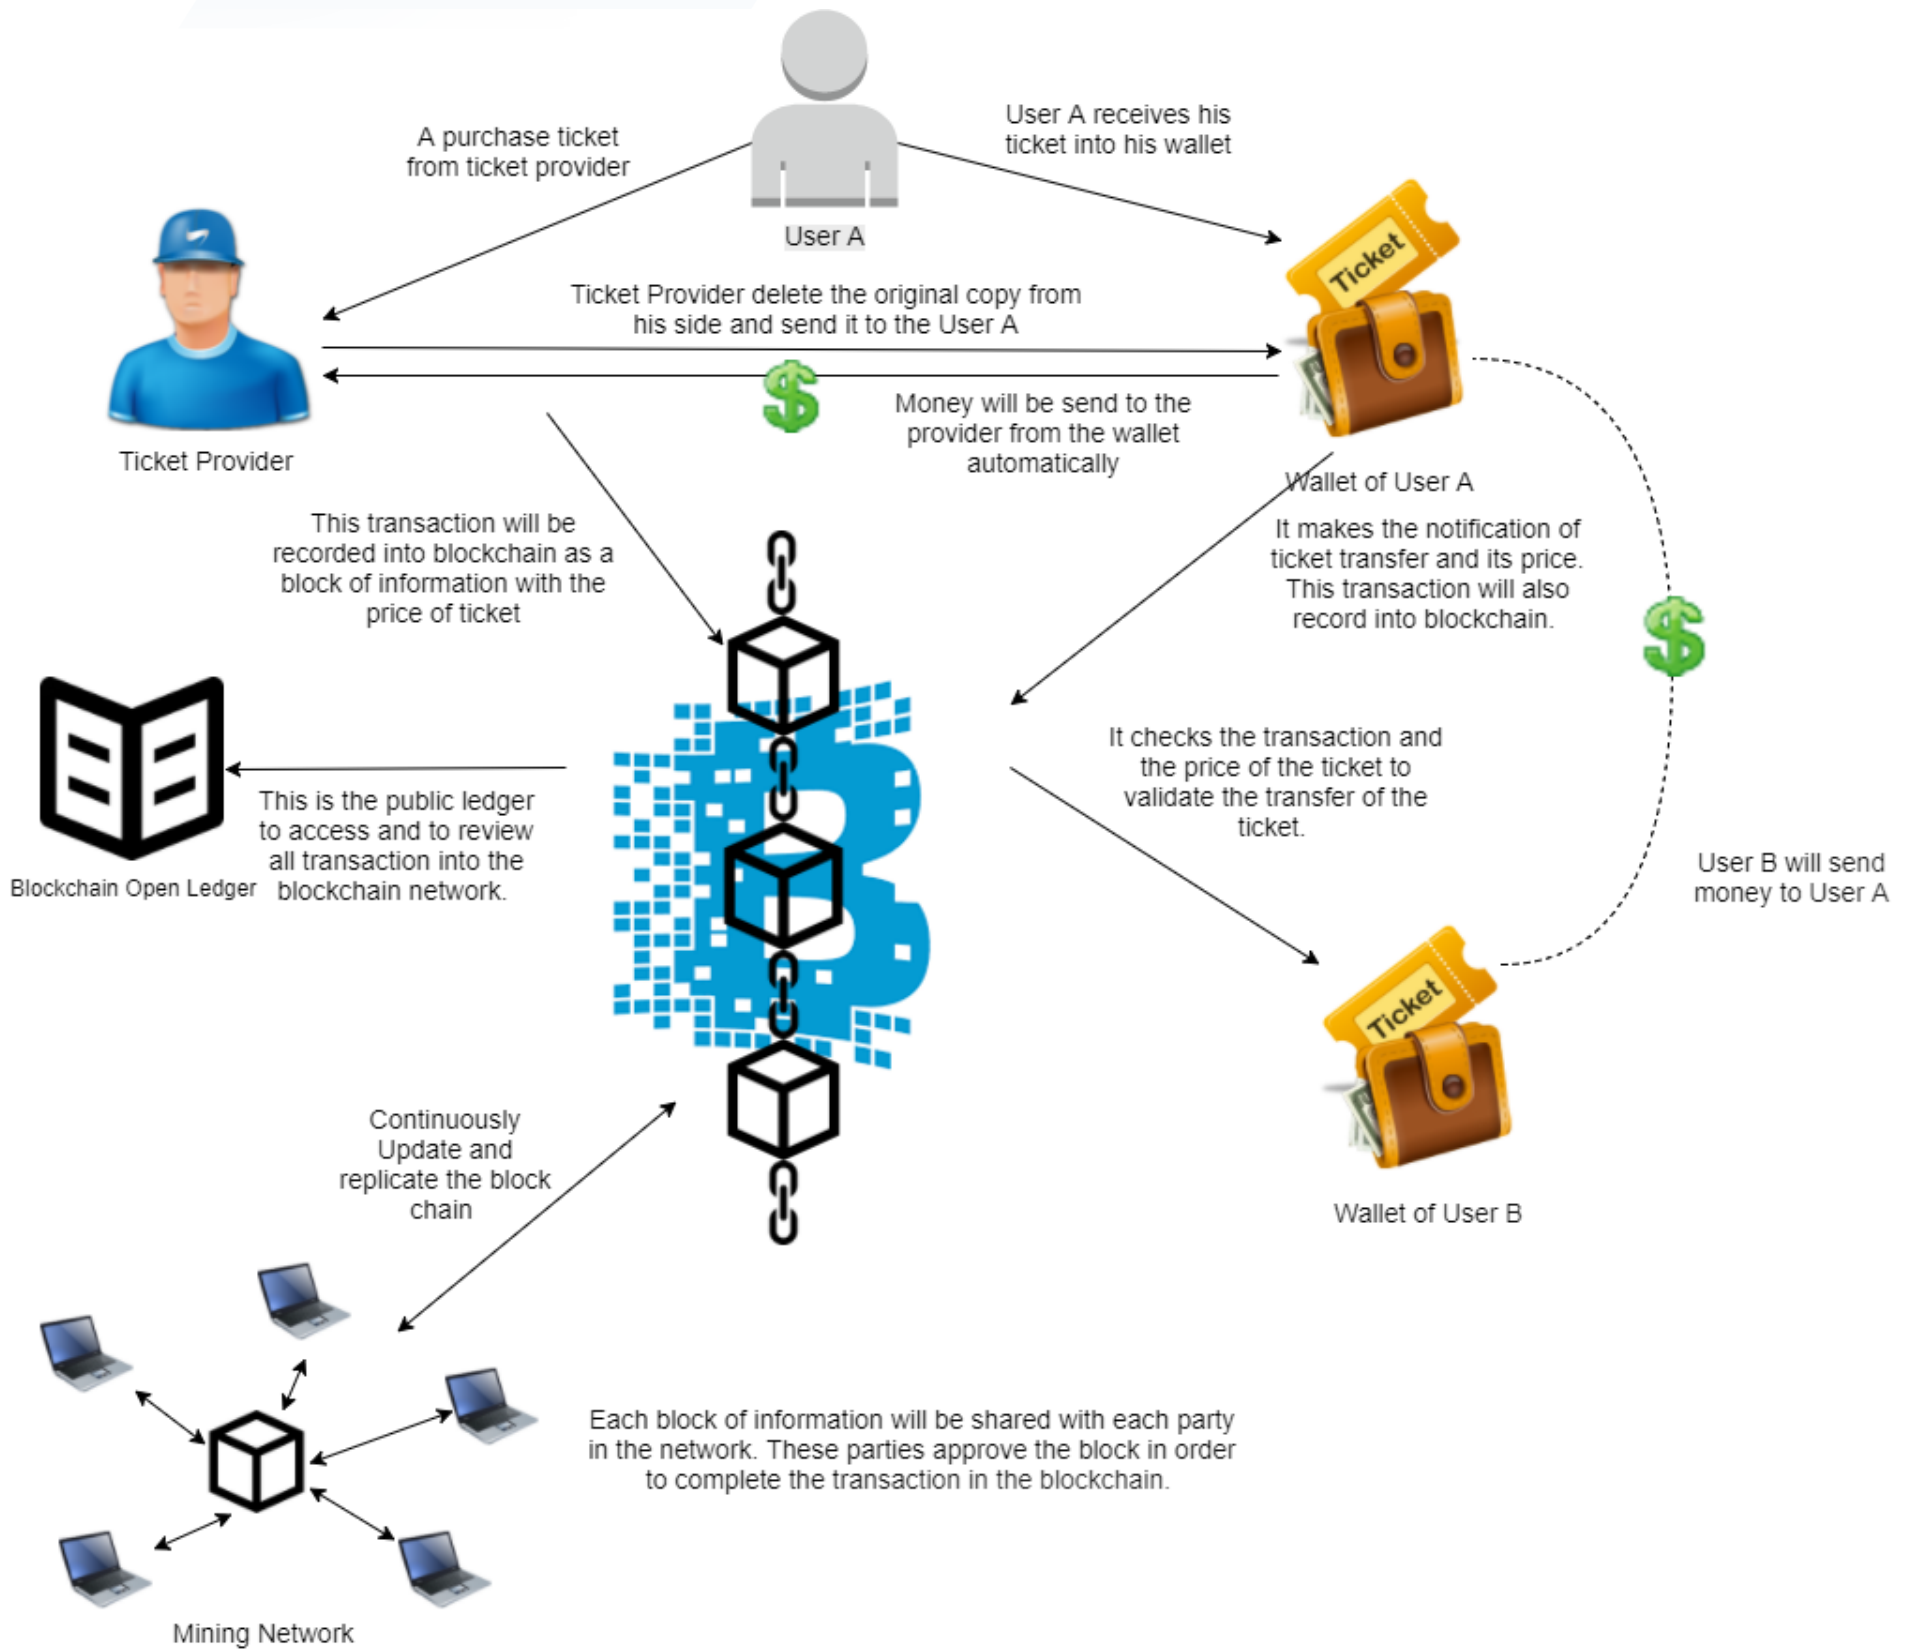 A purchase ticket
from ticket provider
User A receives his
ticket into his wallet
User A
Ticket
Ticket Provider delete the original copy from
his side and send it to the User A
Money will be send to the
provider from the wallet
automatically
Ticket Provider
Wallet of User A
This transaction will be
recorded into blockchain as a
block of information with the
price of ticket
It makes the notification of
ticket transfer and its price.
This transaction will also
record into blockchain.
It checks the transaction and
the price of the ticket to
validate the transfer of the
ticket.
This is the public ledger
to access and to review
all transaction into the
blockchain network.
Blockchain Open Ledger
User B will send
money to User A
Ticket
Wallet of User B
Continuously
Update and
replicate the block
chain
Each block of information will be shared with each party
in the network. These parties approve the block in order
to complete the transaction in the blockchain.
Mining Network